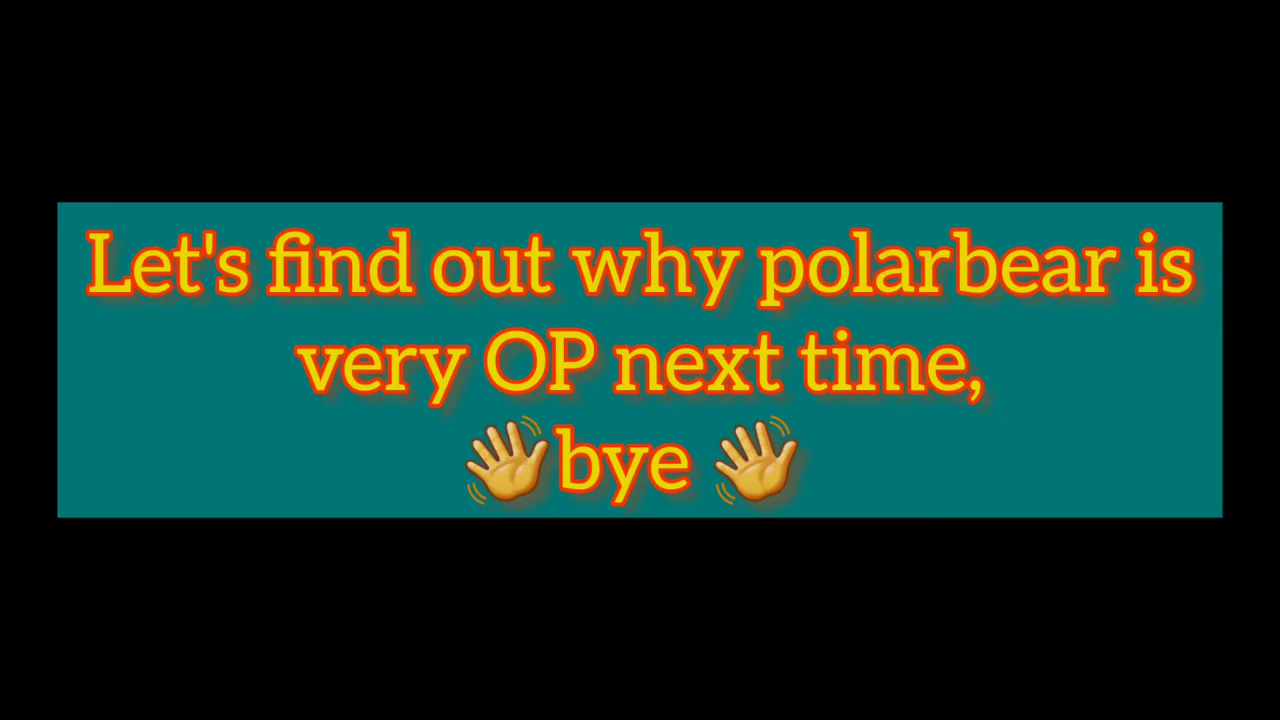 Let's find out why polarbear is
very OP next time,
👋bye 👋